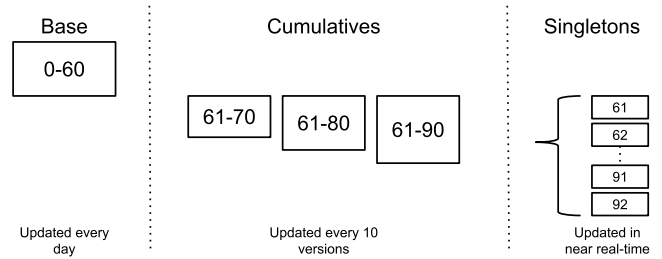 Base
Cumulatives
Singletons
0-60
61-70
61-80
61-90
61
62
91
92
Updated every
day
Updated every 10
versions
Updated in
near real-time